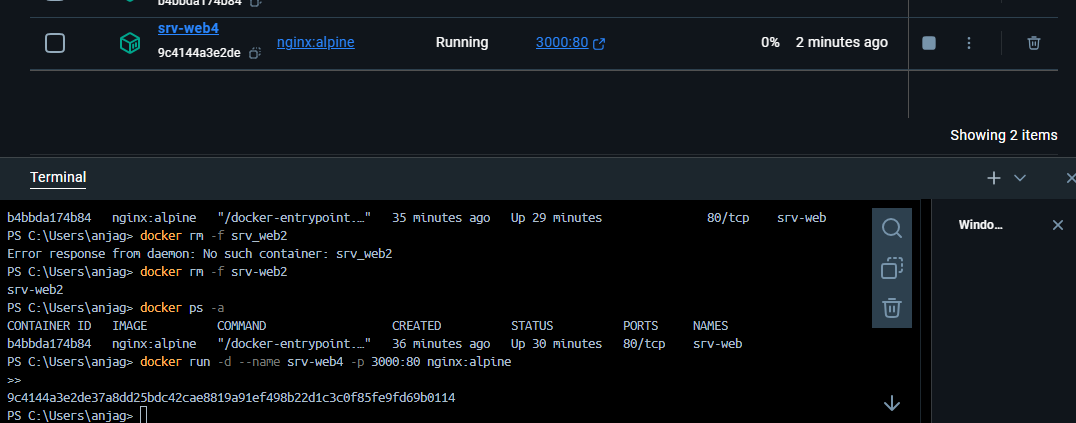 b4bbda174b84
srv-web4
9c4144a3e2de
nginx:alpine
Running
3000:80
0%
2 minutes ago
Showing 2 items
Terminal
b4bbda174b84 nginx:alpine "/docker-entrypoint.…" 35 minutes ago Up 29 minutes 80/tcp srv-web
PS C:\Users\anjag> docker rm -f srv_web2
Error response from daemon: No such container: srv_web2
PS C:\Users\anjag> docker rm -f srv-web2
srv-web2
PS C:\Users\anjag> docker ps -a
CONTAINER ID IMAGE COMMAND CREATED STATUS PORTS NAMES
b4bbda174b84 nginx:alpine "/docker-entrypoint.…" 36 minutes ago Up 30 minutes 80/tcp srv-web
PS C:\Users\anjag> docker run -d --name srv-web4 -p 3000:80 nginx:alpine
>>
9c4144a3e2de37a8dd25bdc42cae8819a91ef498b22d1c3c0f85fe9fd69b0114
PS C:\Users\anjag>
Windo...